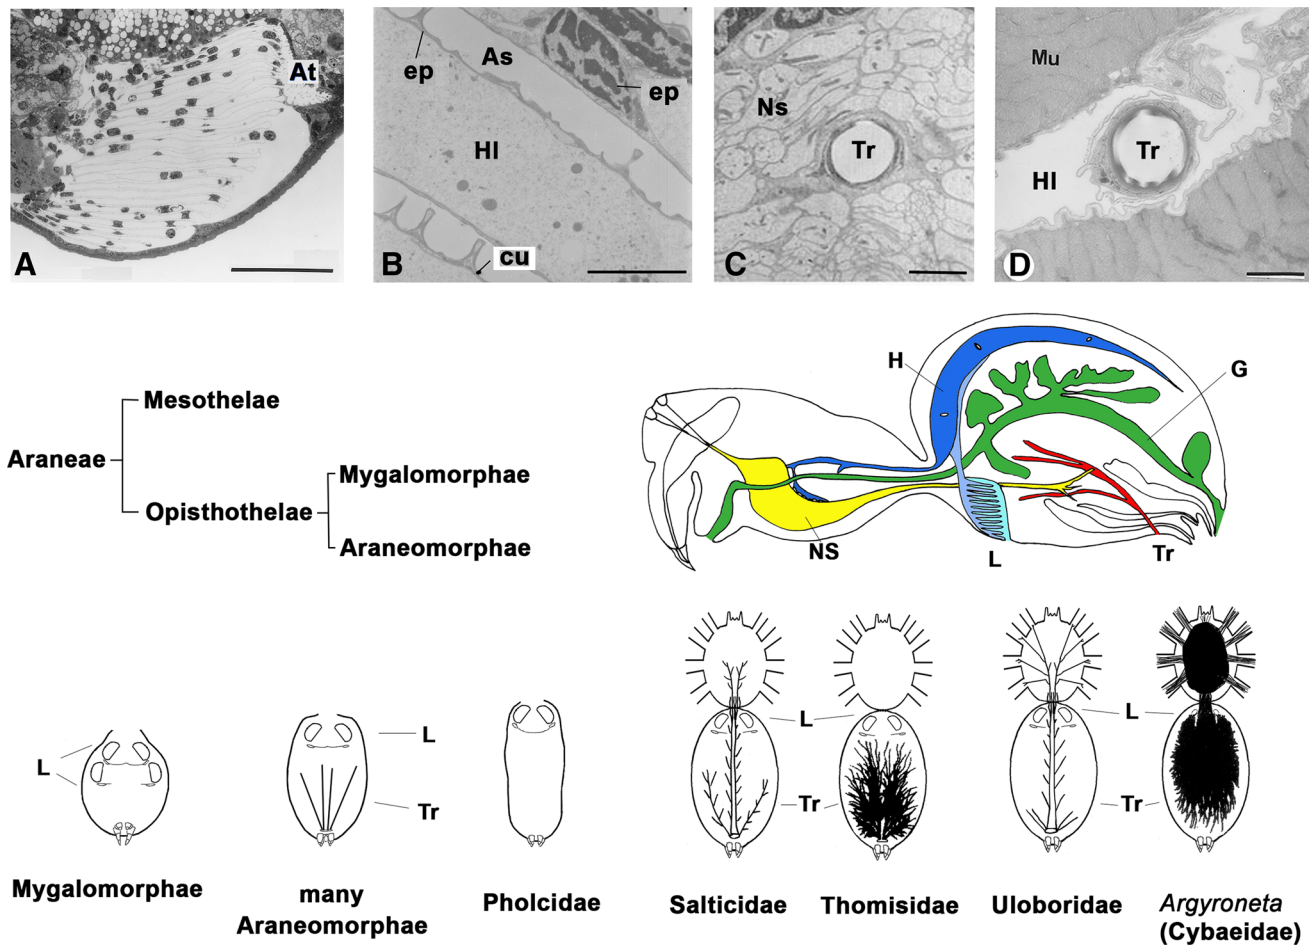 At
A
ep
As
ep
Hl
cu
B
Ns
Tr
C
Mu
Tr
Hl
D
Araneae
Mesothelae
Opisthothelae
Mygalomorphae
Araneomorphae
H
G
NS
L
Tr
L
L
Tr
L
Tr
L
Tr
Mygalomorphae
many
Araneomorphae
Pholcidae
Salticidae
Thomisidae
Uloboridae
Argyroneta
(Cybaeidae)